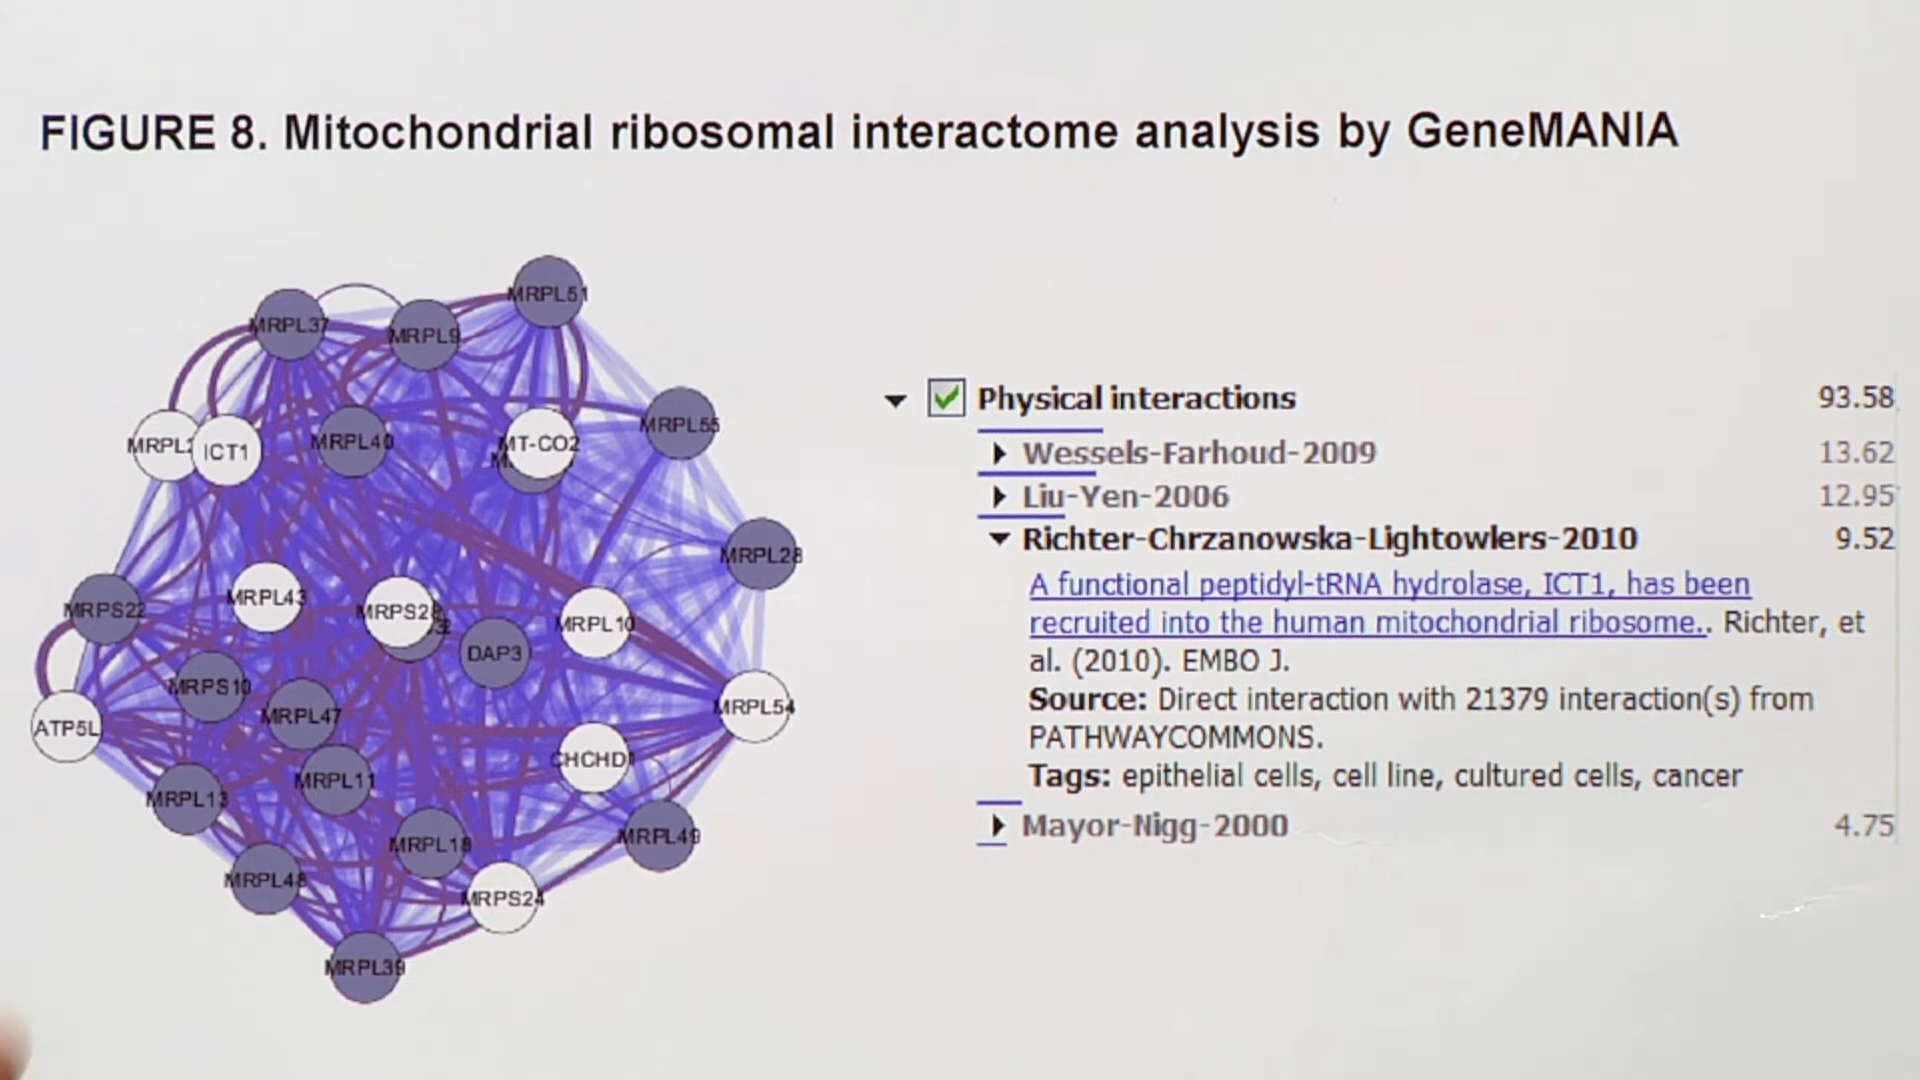 FIGURE 8. Mitochondrial ribosomal interactome analysis by GeneMANIA
MRPL51
MRPL37
MRPL9
MRPL55
MT-CO2
MRPL40
ICT1
MRPL28
MRPS22
MRPL43
MRPS28
MRPL10
DAP3
MRPS10
MRPL47
MRPL54
ATP5L
CHCHD1
MRPL11
MRPL13
MRPL49
MRPL18
MRPL48
MRPS24
MRPL39
Physical interactions 93.58
Wessels-Farhoud-2009 13.62
Liu-Yen-2006 12.95
Richter-Chrzanowska-Lightowlers-2010 9.52
A functional peptidyl-tRNA hydrolase, ICT1, has been
recruited into the human mitochondrial ribosome.. Richter, et
al. (2010). EMBO J.
Source: Direct interaction with 21379 interaction(s) from
PATHWAYCOMMONS.
Tags: epithelial cells, cell line, cultured cells, cancer
Mayor-Nigg-2000 4.75